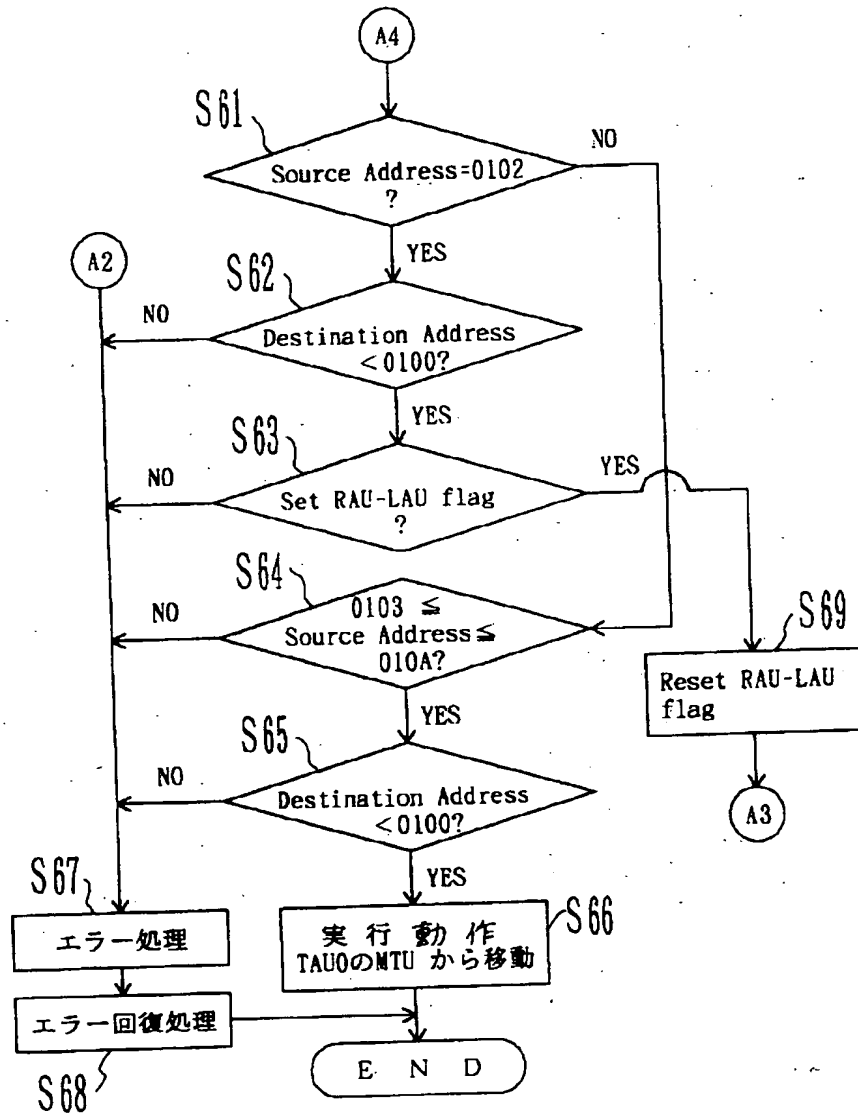 A4
S61
NO
Source Address=0102
?
A2
YES
S62
NO
Destination Address
<0100?
YES
S63
NO
YES
Set RAU-LAU flag
?
S64
NO
0103 ≦
Source Address≦
010A?
S69
Reset RAU-LAU
flag
YES
S65
NO
Destination Address
<0100?
A3
YES
S67
エラー処理
S66
実行動作
TAU0のMTU から移動
エラー回復処理
S68
E N D